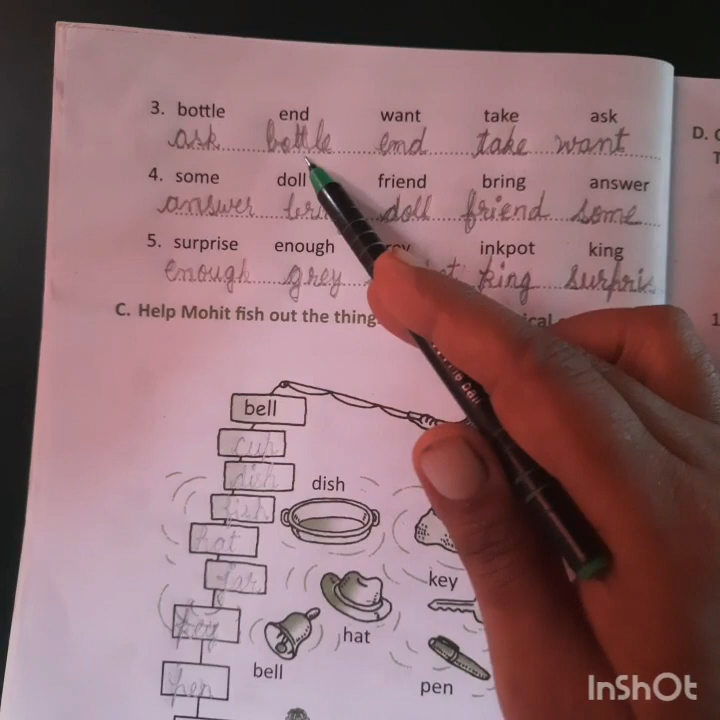 3. bottle end want take ask
ask bottle end take want
4. some doll friend bring answer
answer doll friend some
5. surprise enough inkpot king
enough grey king surpris
C. Help Mohit fish out the thing
D.
bell
cup
dish
fish
dish
hat
key
key
hat
bell
pen
pen
InShOt